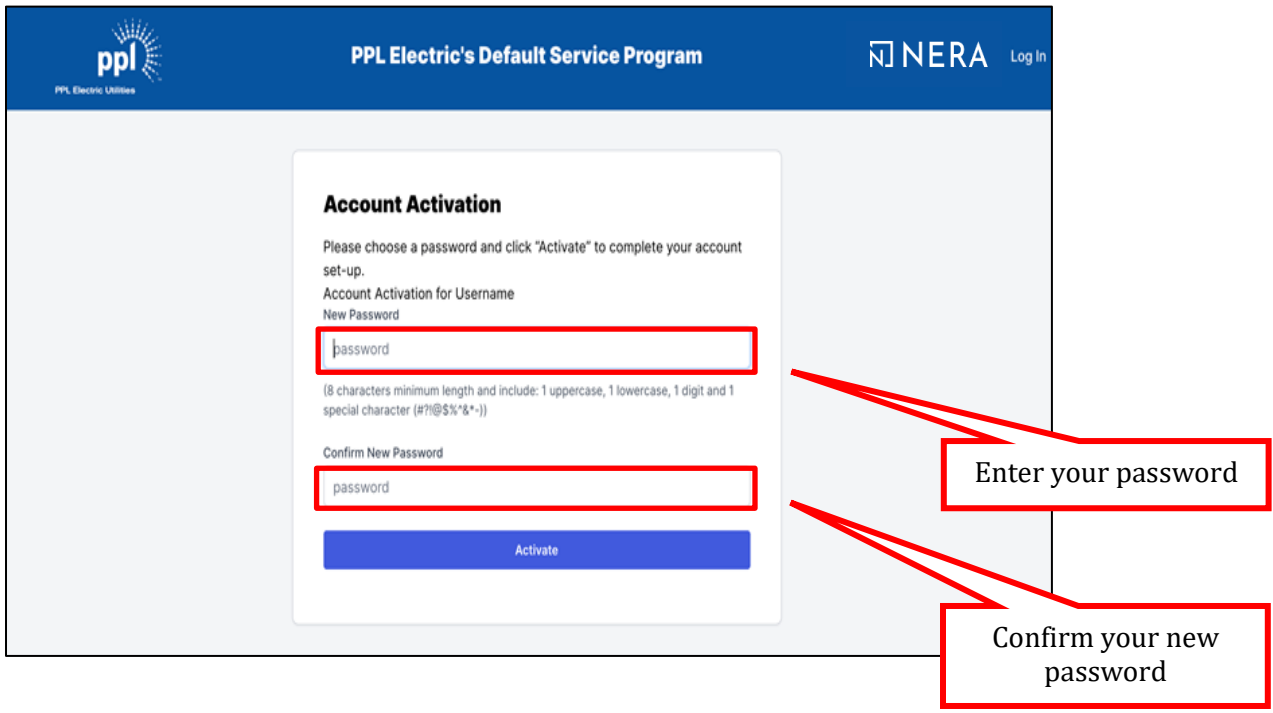 ppl
PPL Electric Utilities
PPL Electric's Default Service Program
NERA
Log In
Account Activation
Please choose a password and click "Activate" to complete your account
set-up.
Account Activation for Username
New Password
password
(8 characters minimum length and include: 1 uppercase, 1 lowercase, 1 digit and 1
special character (#?!@$%^&*-))
Confirm New Password
password
Activate
Enter your password
Confirm your new
password